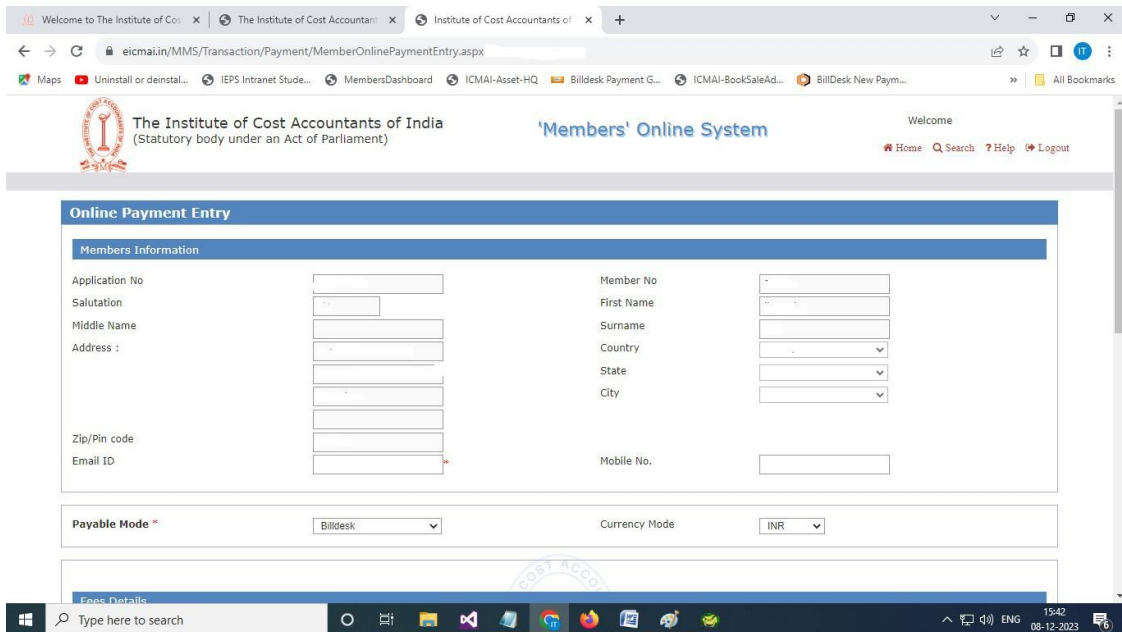 Welcome to The Institute of Cos
The Institute of Cost Accountant
Institute of Cost Accountants of
eicmai.in/MMS/Transaction/Payment/MemberOnlinePaymentEntry.aspx
IT
Maps
Uninstall or deinstal...
IEPS Intranet Stude...
MembersDashboard
ICMAI-Asset-HQ
Billdesk Payment G...
ICMAI-BookSaleAd...
BillDesk New Paym...
»
All Bookmarks
The Institute of Cost Accountants of India
(Statutory body under an Act of Parliament)
'Members' Online System
Welcome
Home Search ? Help Logout
Online Payment Entry
Members Information
Application No
Member No
Salutation
First Name
Middle Name
Surname
Address :
Country
State
City
Zip/Pin code
Email ID *
Mobile No.
Payable Mode * Billdesk
Currency Mode INR
COST ACCO
Fees Details
Type here to search
ENG
15:42
08-12-2023
6